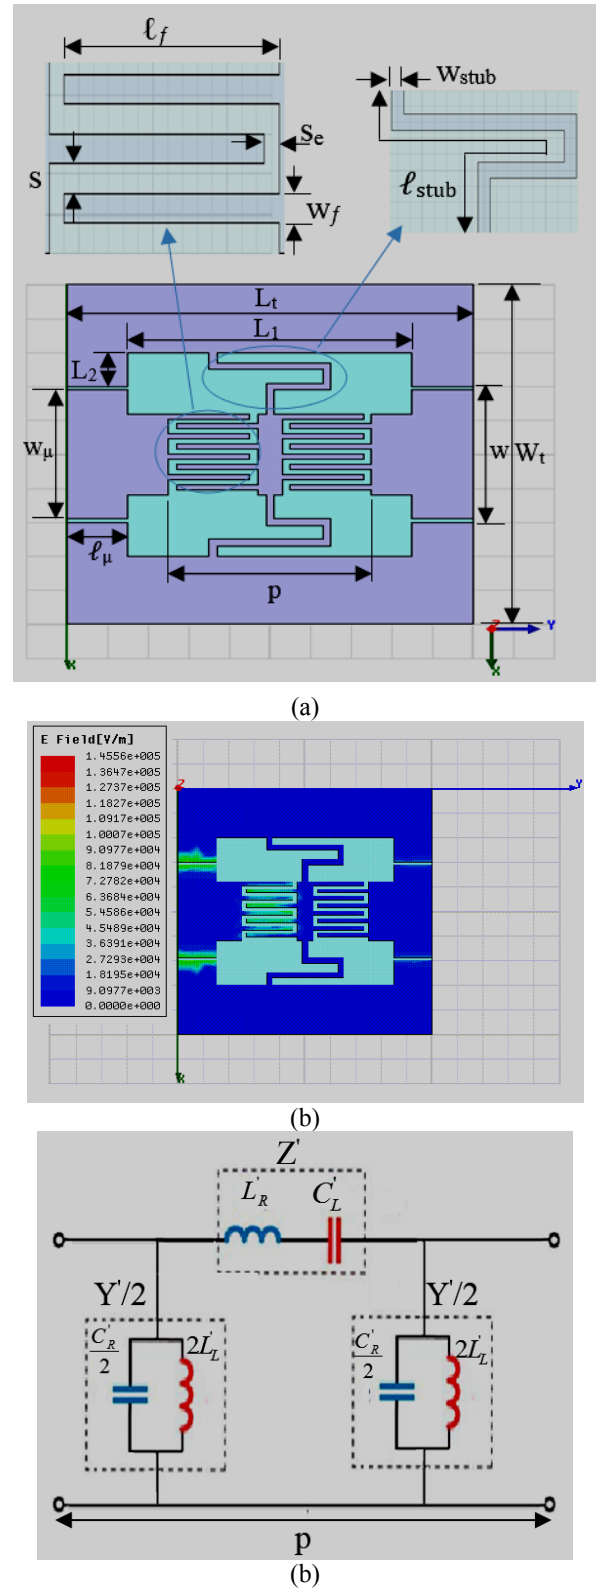 ℓf
Wstub
Se
S
ℓstub
Wf
Lt
L1
L2
wμ
w Wt
ℓμ
p
Z
Y
X
X
(a)
E Field[V/m]
1.4556e+005
1.3647e+005
1.2737e+005
1.1827e+005
1.0917e+005
1.0007e+005
9.0977e+004
8.1879e+004
7.2782e+004
6.3684e+004
5.4586e+004
4.5489e+004
3.6391e+004
2.7293e+004
1.8195e+004
9.0977e+003
0.0000e+000
Z
Y
X
(b)
Z'
L'R C'L
Y'/2 Y'/2
C'R/2 2L'L C'R/2 2L'L
p
(b)